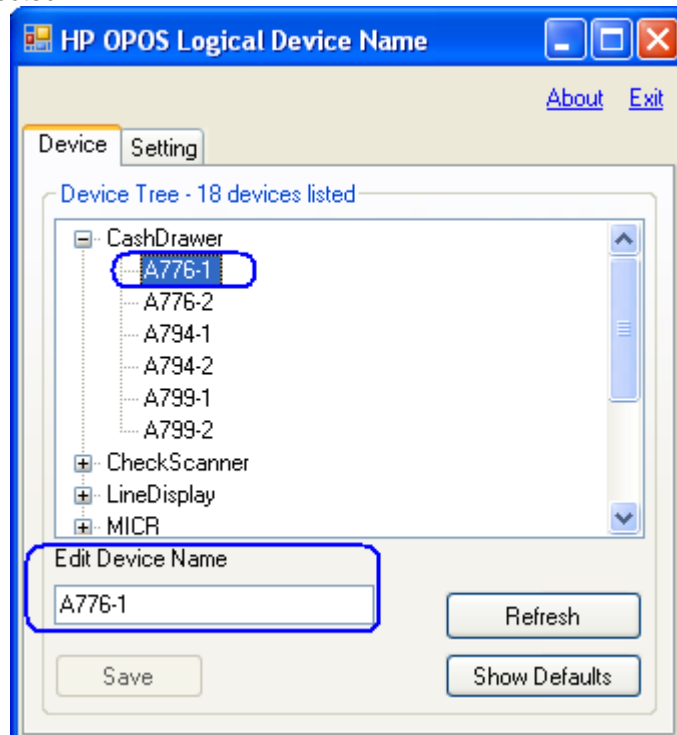 HP OPOS Logical Device Name
About Exit
Device Setting
Device Tree - 18 devices listed
CashDrawer
A776-1
A776-2
A794-1
A794-2
A799-1
A799-2
CheckScanner
LineDisplay
MICR
Edit Device Name
A776-1
Refresh
Save Show Defaults